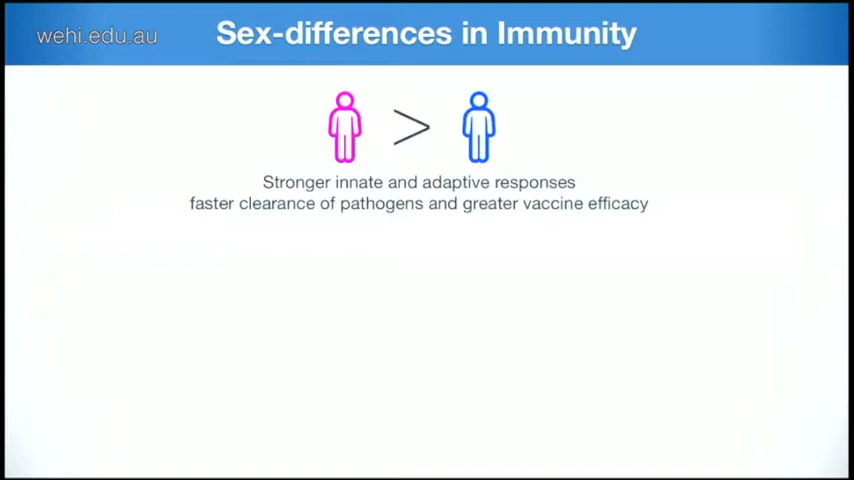 wehi.edu.au
Sex-differences in Immunity
>
Stronger innate and adaptive responses
faster clearance of pathogens and greater vaccine efficacy